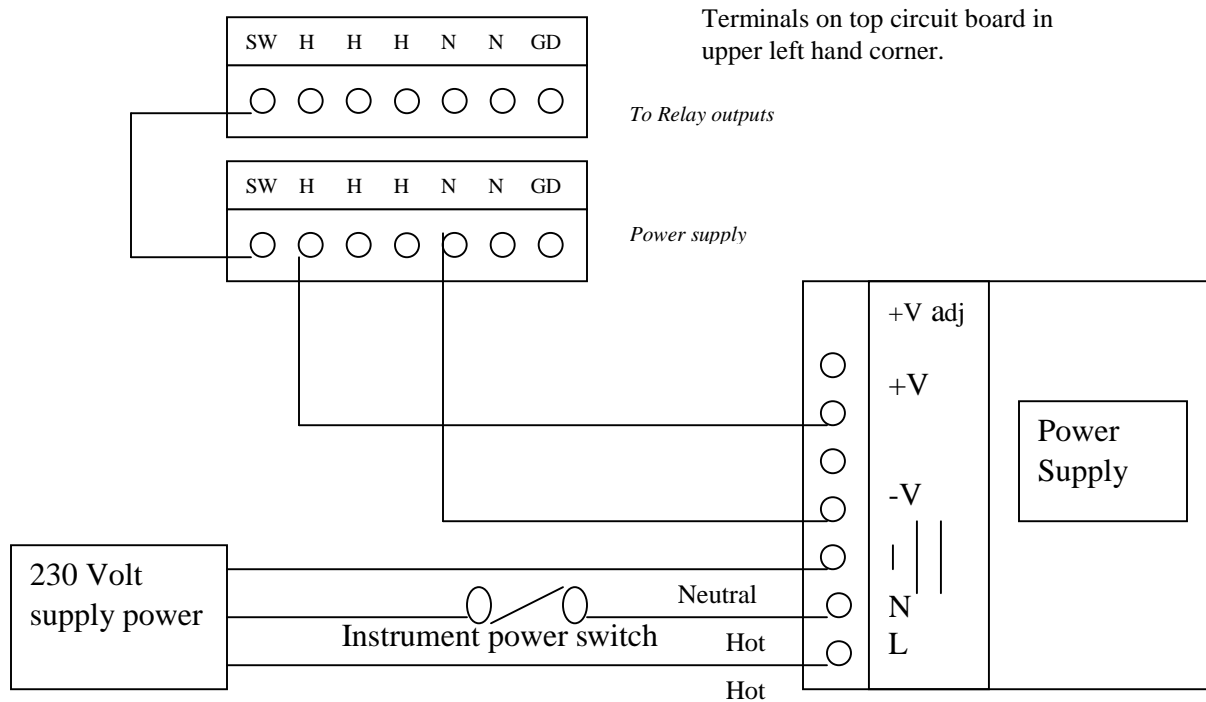 Terminals on top circuit board in
upper left hand corner.
SW H H H N N GD
To Relay outputs
SW H H H N N GD
Power supply
+V adj
+V
Power
Supply
-V
230 Volt
supply power
Neutral
N
Instrument power switch
Hot
L
Hot